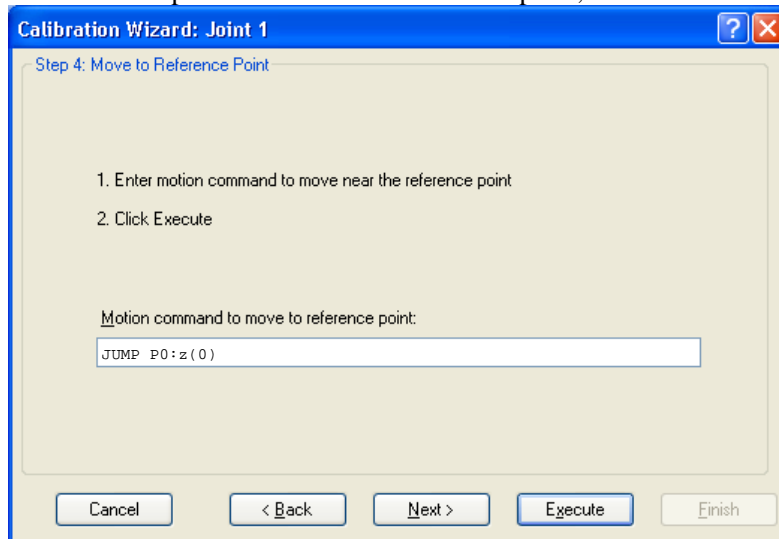 Calibration Wizard: Joint 1
Step 4: Move to Reference Point
1. Enter motion command to move near the reference point
2. Click Execute
Motion command to move to reference point:
JUMP P0:z(0)
Cancel < Back Next > Execute Finish